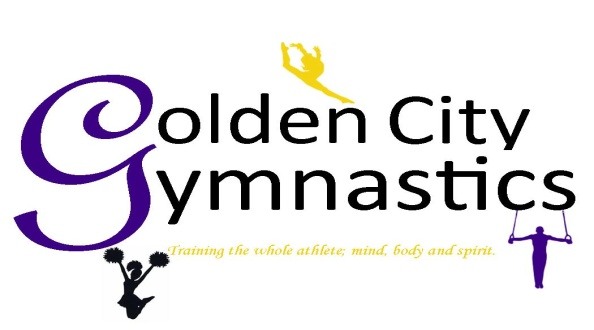 Golden City
Gymnastics
Training the whole athlete; mind, body and spirit.